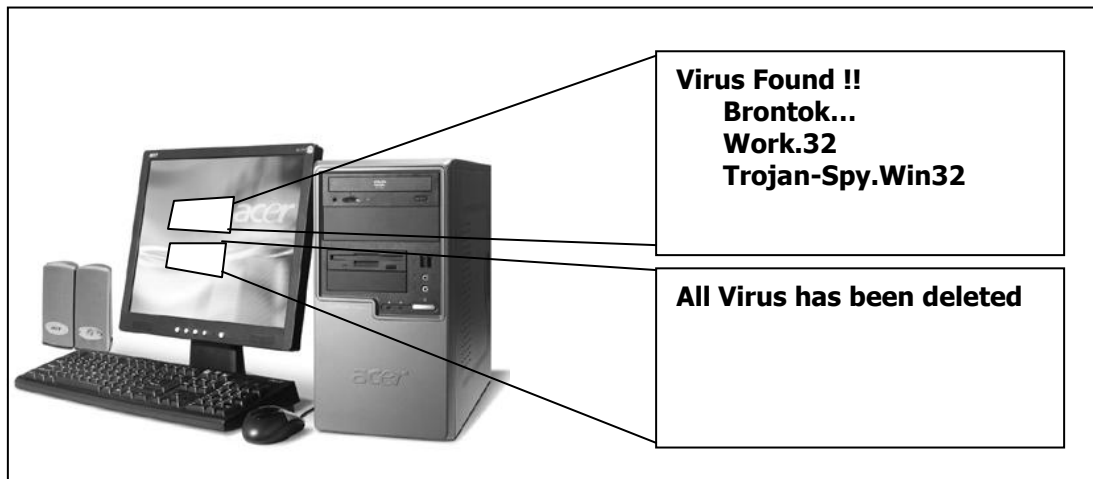 Virus Found !!
Brontok...
Work.32
Trojan-Spy.Win32
All Virus has been deleted
acer
acer